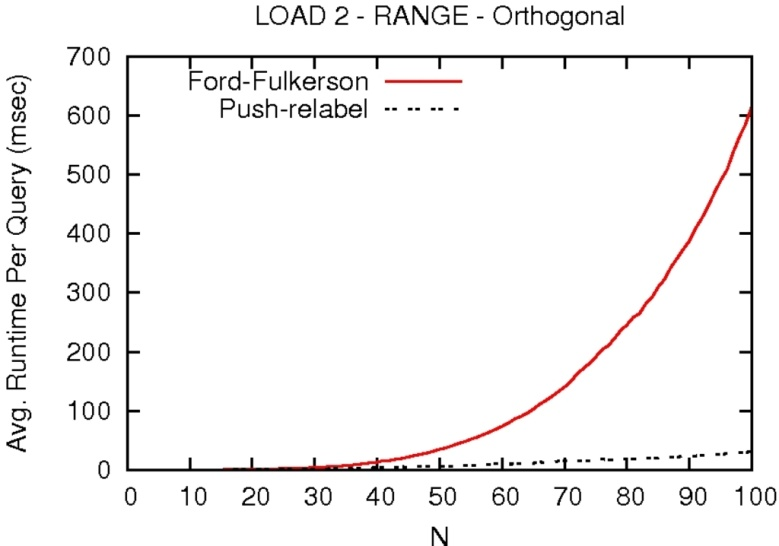 LOAD 2 - RANGE - Orthogonal
Avg. Runtime Per Query (msec)
700
600
500
400
300
200
100
0
Ford-Fulkerson
Push-relabel
0 10 20 30 40 50 60 70 80 90 100
N